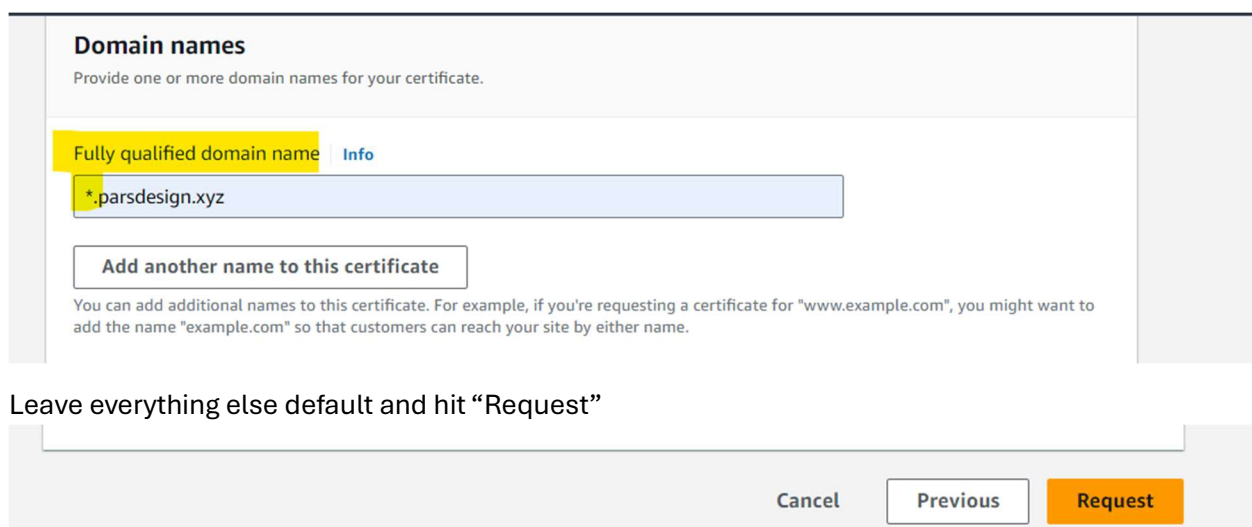 Domain names
Provide one or more domain names for your certificate.
Fully qualified domain name Info
*.parsdesign.xyz
Add another name to this certificate
You can add additional names to this certificate. For example, if you're requesting a certificate for "www.example.com", you might want to
add the name "example.com" so that customers can reach your site by either name.
Leave everything else default and hit “Request”
Cancel Previous Request